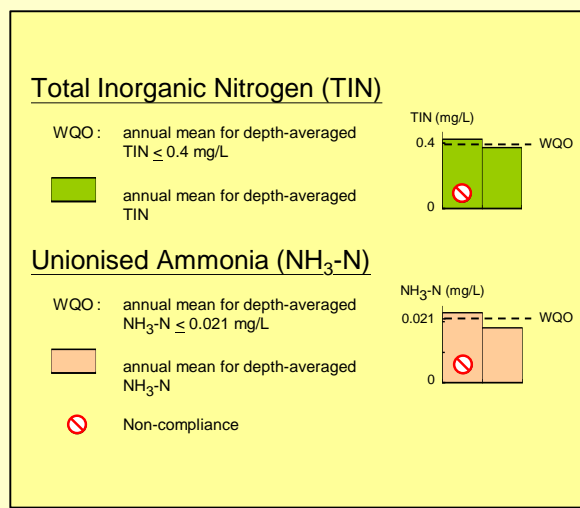 Total Inorganic Nitrogen (TIN)
WQO : annual mean for depth-averaged
TIN ≤ 0.4 mg/L
annual mean for depth-averaged
TIN
TIN (mg/L)
0.4
WQO
0
Unionised Ammonia (NH₃-N)
WQO : annual mean for depth-averaged
NH₃-N ≤ 0.021 mg/L
annual mean for depth-averaged
NH₃-N
Non-compliance
NH₃-N (mg/L)
0.021
WQO
0